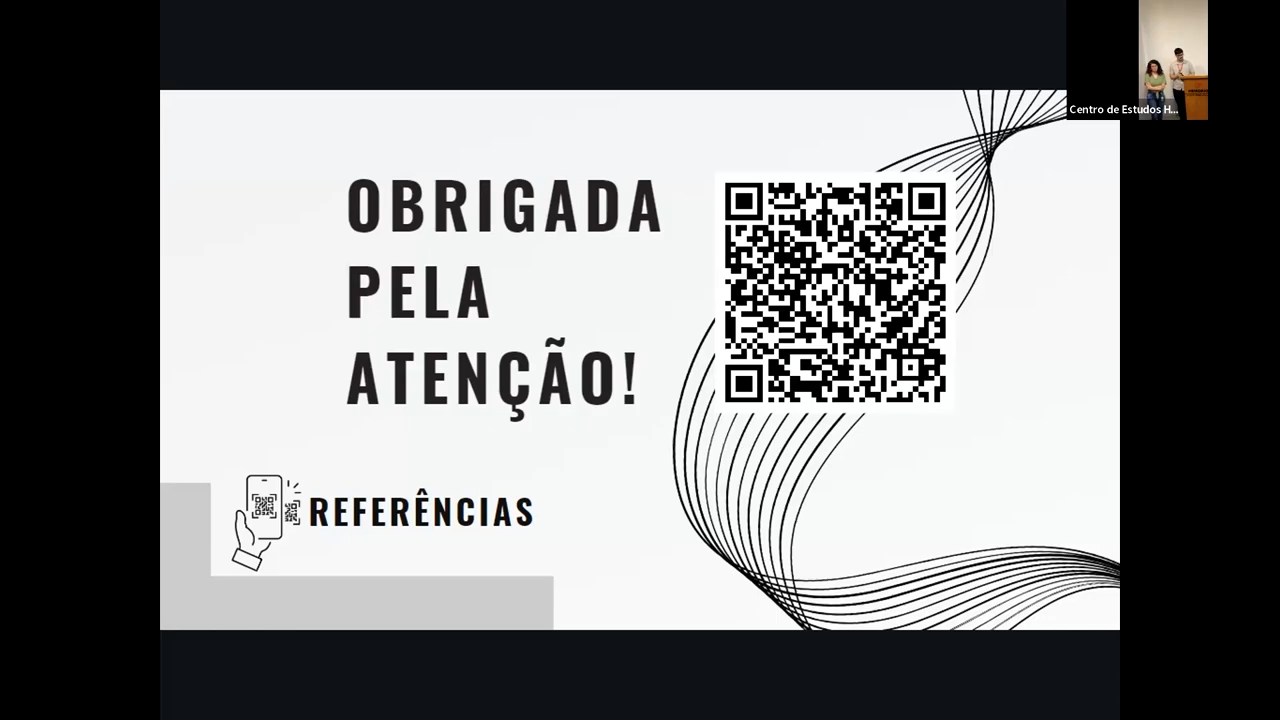 OBRIGADA
PELA
ATENÇÃO!
REFERÊNCIAS
Centro de Estudos H...